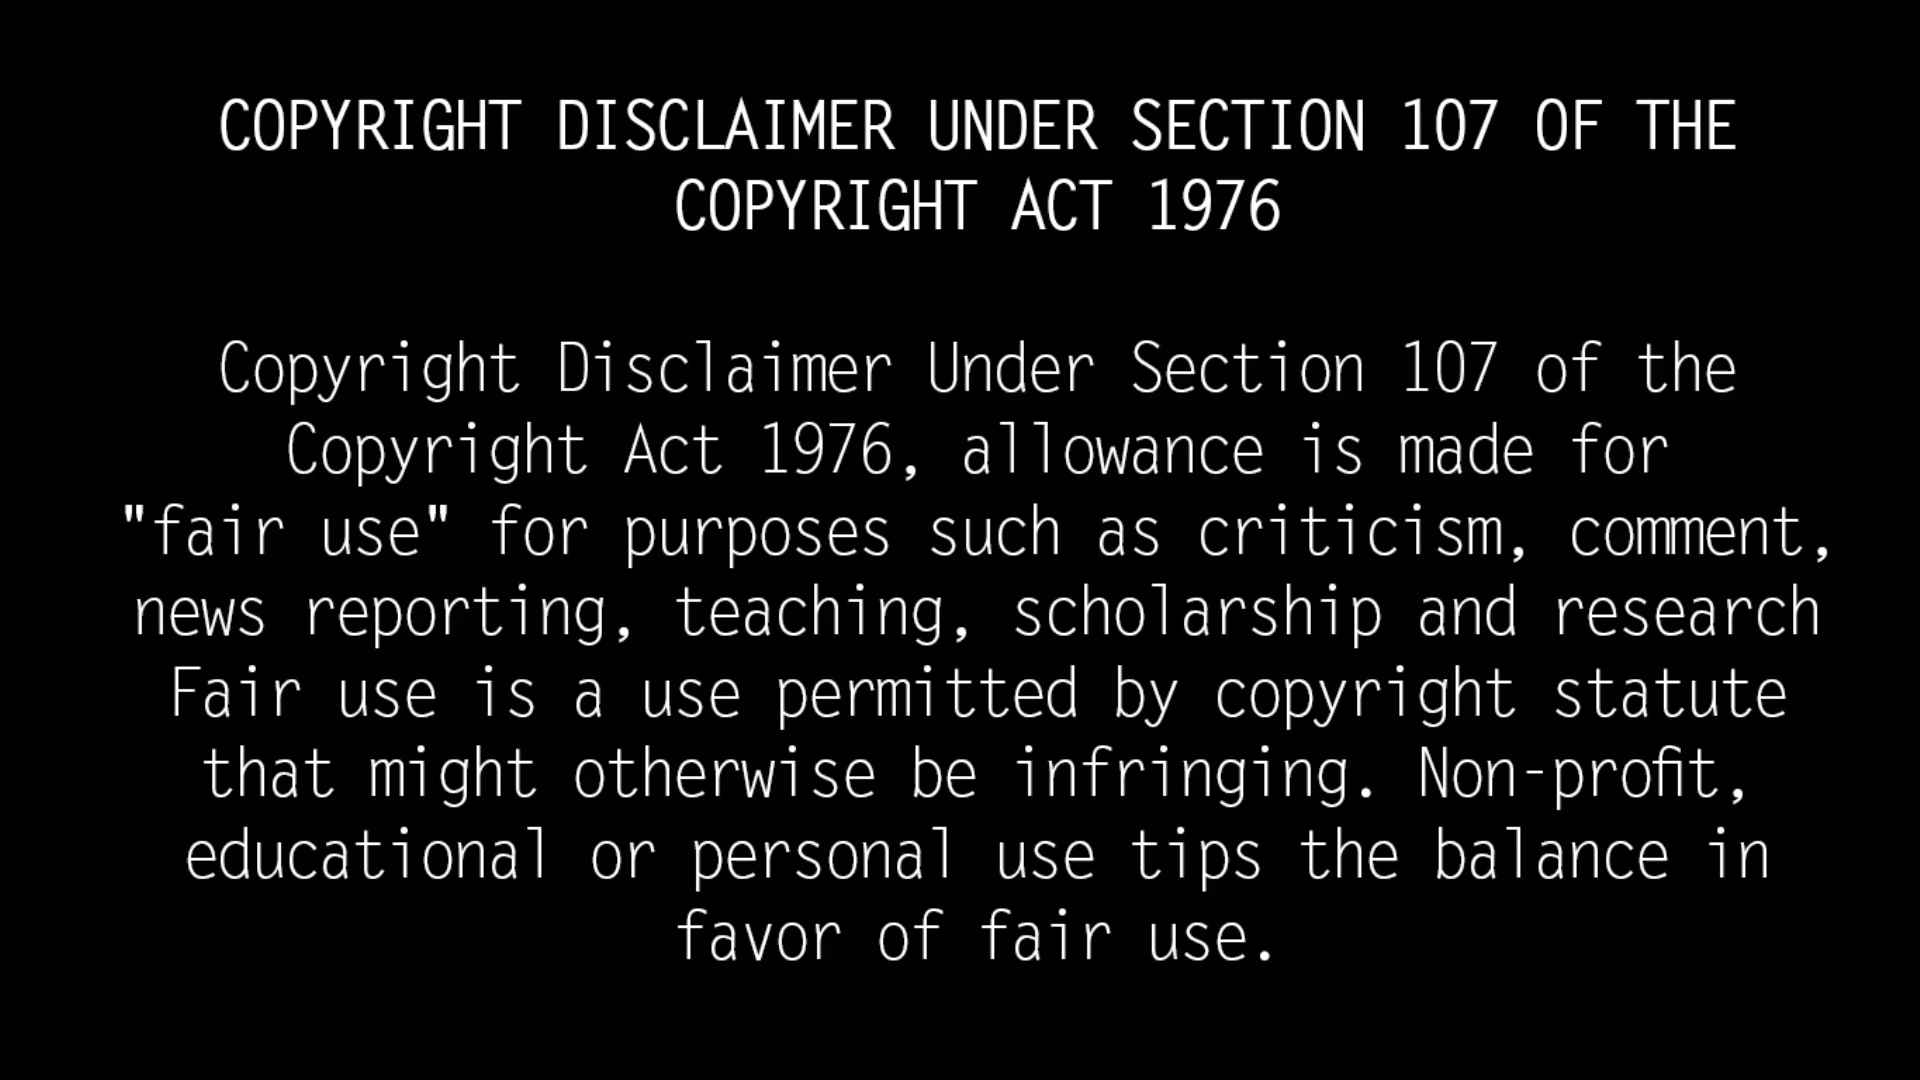 COPYRIGHT DISCLAIMER UNDER SECTION 107 OF THE
COPYRIGHT ACT 1976
Copyright Disclaimer Under Section 107 of the
Copyright Act 1976, allowance is made for
"fair use" for purposes such as criticism, comment,
news reporting, teaching, scholarship and research
Fair use is a use permitted by copyright statute
that might otherwise be infringing. Non-profit,
educational or personal use tips the balance in
favor of fair use.